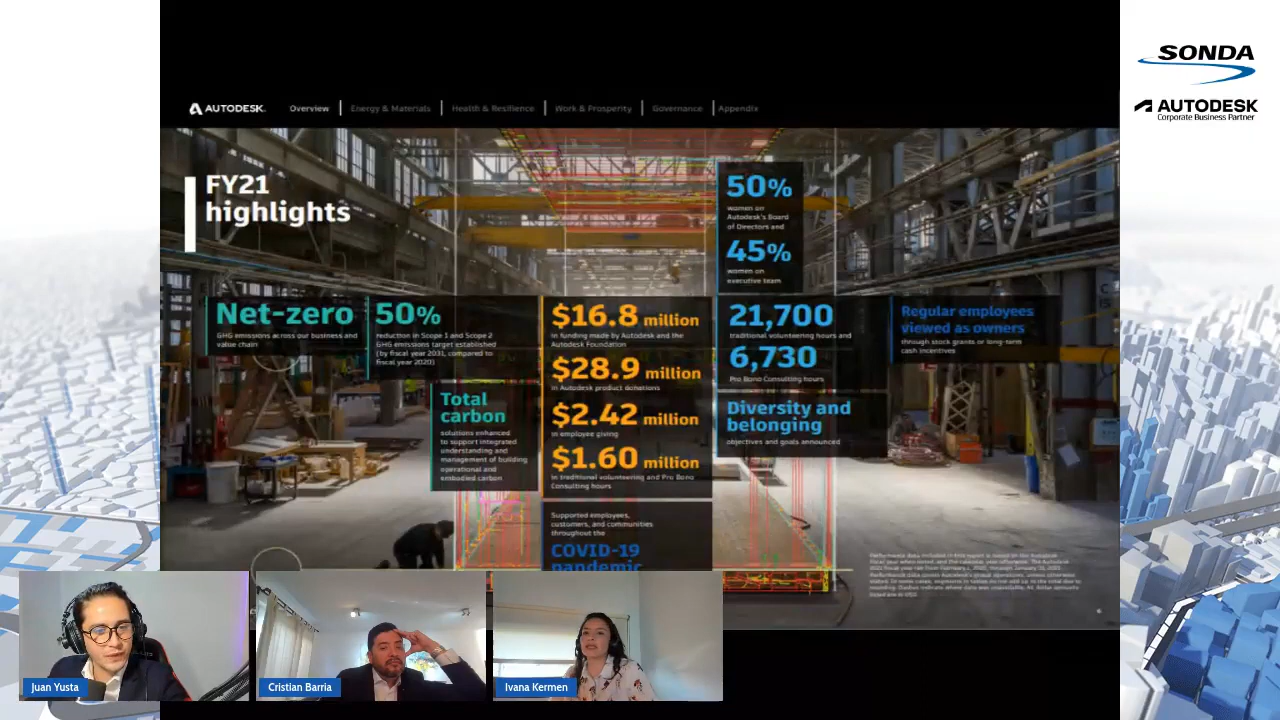 SONDA
AUTODESK
Corporate Business Partner
AUTODESK
Overview
Energy & Materials
Health & Resilience
Work & Prosperity
Governance
Appendix
FY21
highlights
50%
women on
Autodesk's Board
of Directors and
45%
women on
executive team
Net-zero
GHG emissions across our business and
value chain
50%
reduction in Scope 1 and Scope 2
GHG emissions target established
(by fiscal year 2031, compared to
fiscal year 2020)
Total
carbon
solutions enhanced
to support integrated
understanding and
management of building
operational and
embodied carbon
$16.8 million
in funding made by Autodesk and the
Autodesk Foundation
$28.9 million
in Autodesk product donations
$2.42 million
in employee giving
$1.60 million
in traditional volunteering and Pro Bono
Consulting hours
Supported employees,
customers, and communities
throughout the
COVID-19
pandemic
21,700
traditional volunteering hours and
6,730
Pro Bono Consulting hours
Diversity and
belonging
objectives and goals announced
Regular employees
viewed as owners
through stock grants or long-term
cash incentives
Juan Yusta
Cristian Barria
Ivana Kermen